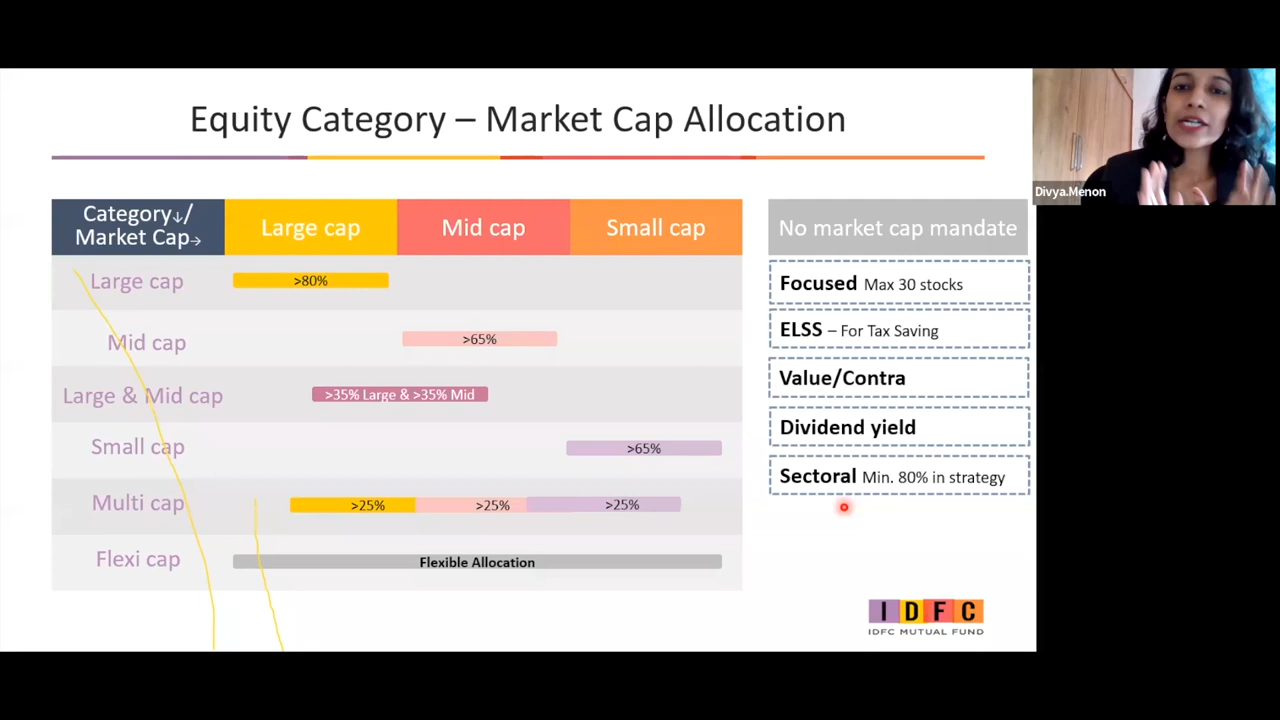 Equity Category – Market Cap Allocation
Divya.Menon
Category↓/
Market Cap→
Large cap
Mid cap
Small cap
No market cap mandate
Large cap
>80%
Focused Max 30 stocks
Mid cap
>65%
ELSS – For Tax Saving
Large & Mid cap
>35% Large & >35% Mid
Value/Contra
Small cap
>65%
Dividend yield
Multi cap
>25%
>25%
>25%
Sectoral Min. 80% in strategy
Flexi cap
Flexible Allocation
IDFC
IDFC MUTUAL FUND